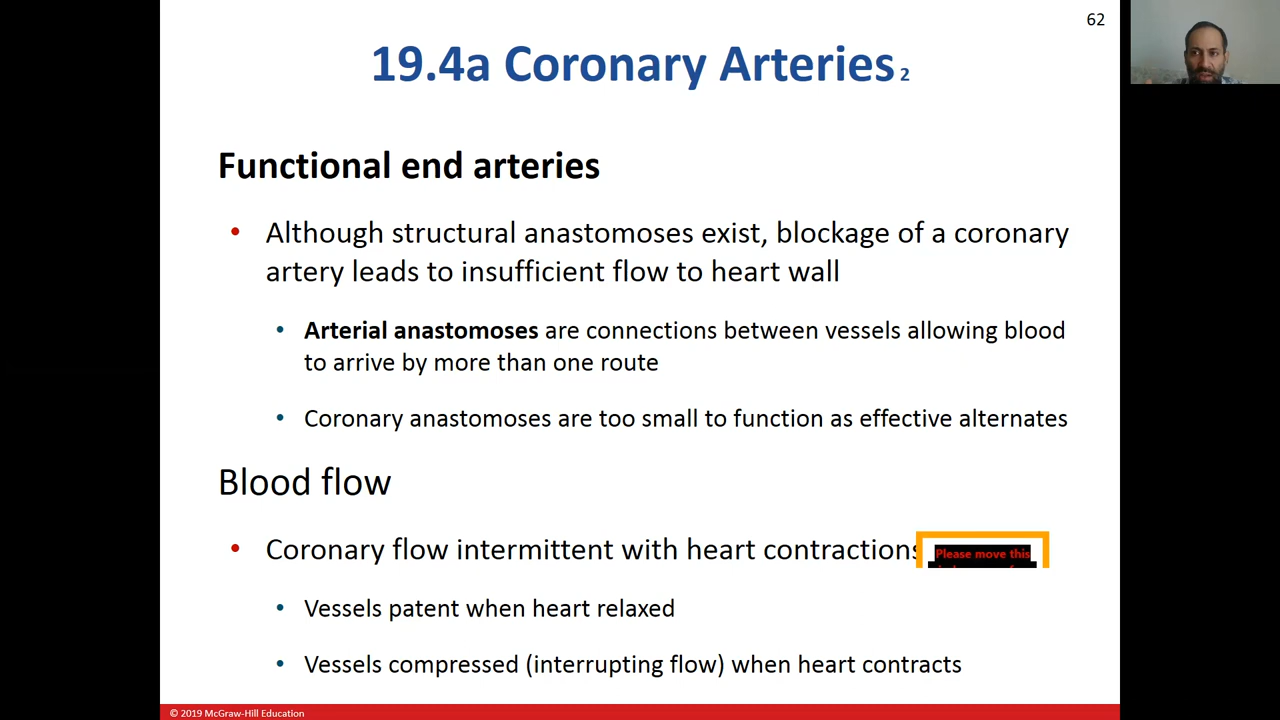 62
19.4a Coronary Arteries 2
Functional end arteries
• Although structural anastomoses exist, blockage of a coronary
artery leads to insufficient flow to heart wall
• Arterial anastomoses are connections between vessels allowing blood
to arrive by more than one route
• Coronary anastomoses are too small to function as effective alternates
Blood flow
• Coronary flow intermittent with heart contractions
Please move this
• Vessels patent when heart relaxed
• Vessels compressed (interrupting flow) when heart contracts
© 2019 McGraw-Hill Education